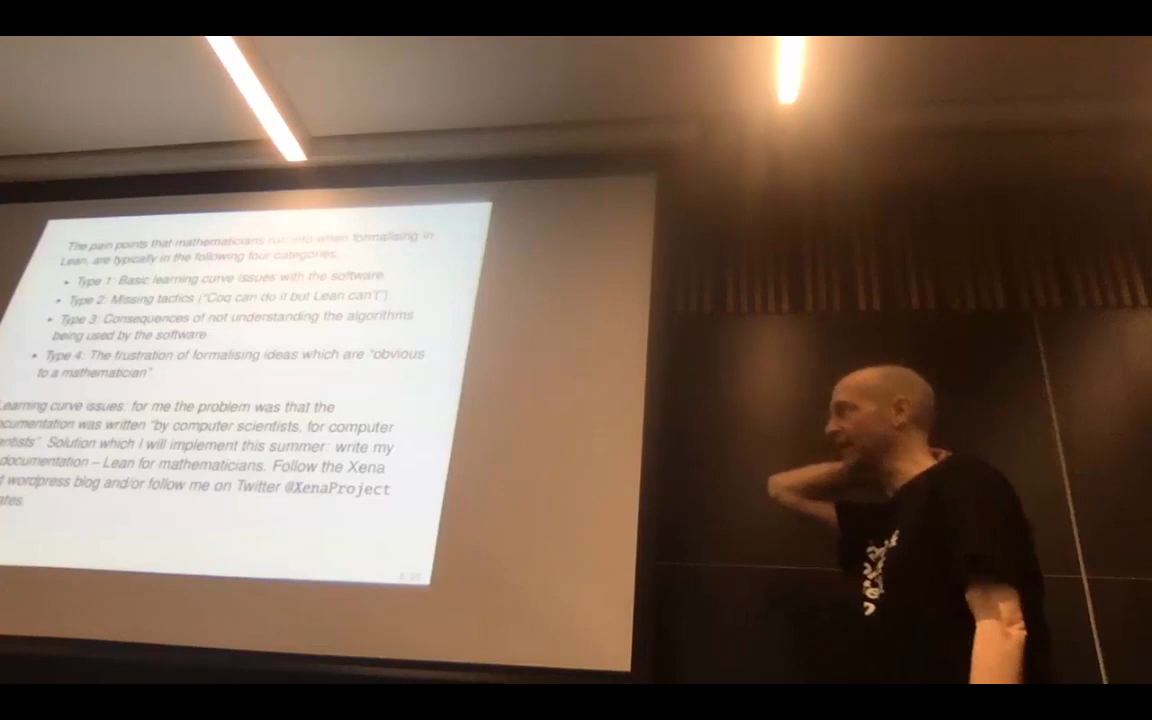 The pain points that mathematicians run into when formalising in
Lean, are typically in the following four categories.
▸ Type 1: Basic learning curve issues with the software.
▸ Type 2: Missing tactics ("Coq can do it but Lean can't")
▸ Type 3: Consequences of not understanding the algorithms
being used by the software
▸ Type 4: The frustration of formalising ideas which are "obvious
to a mathematician"
Learning curve issues: for me the problem was that the
cumentation was written "by computer scientists, for computer
entists" Solution which I will implement this summer: write my
documentation – Lean for mathematicians. Follow the Xena
wordpress blog and/or follow me on Twitter @XenaProject
ates.